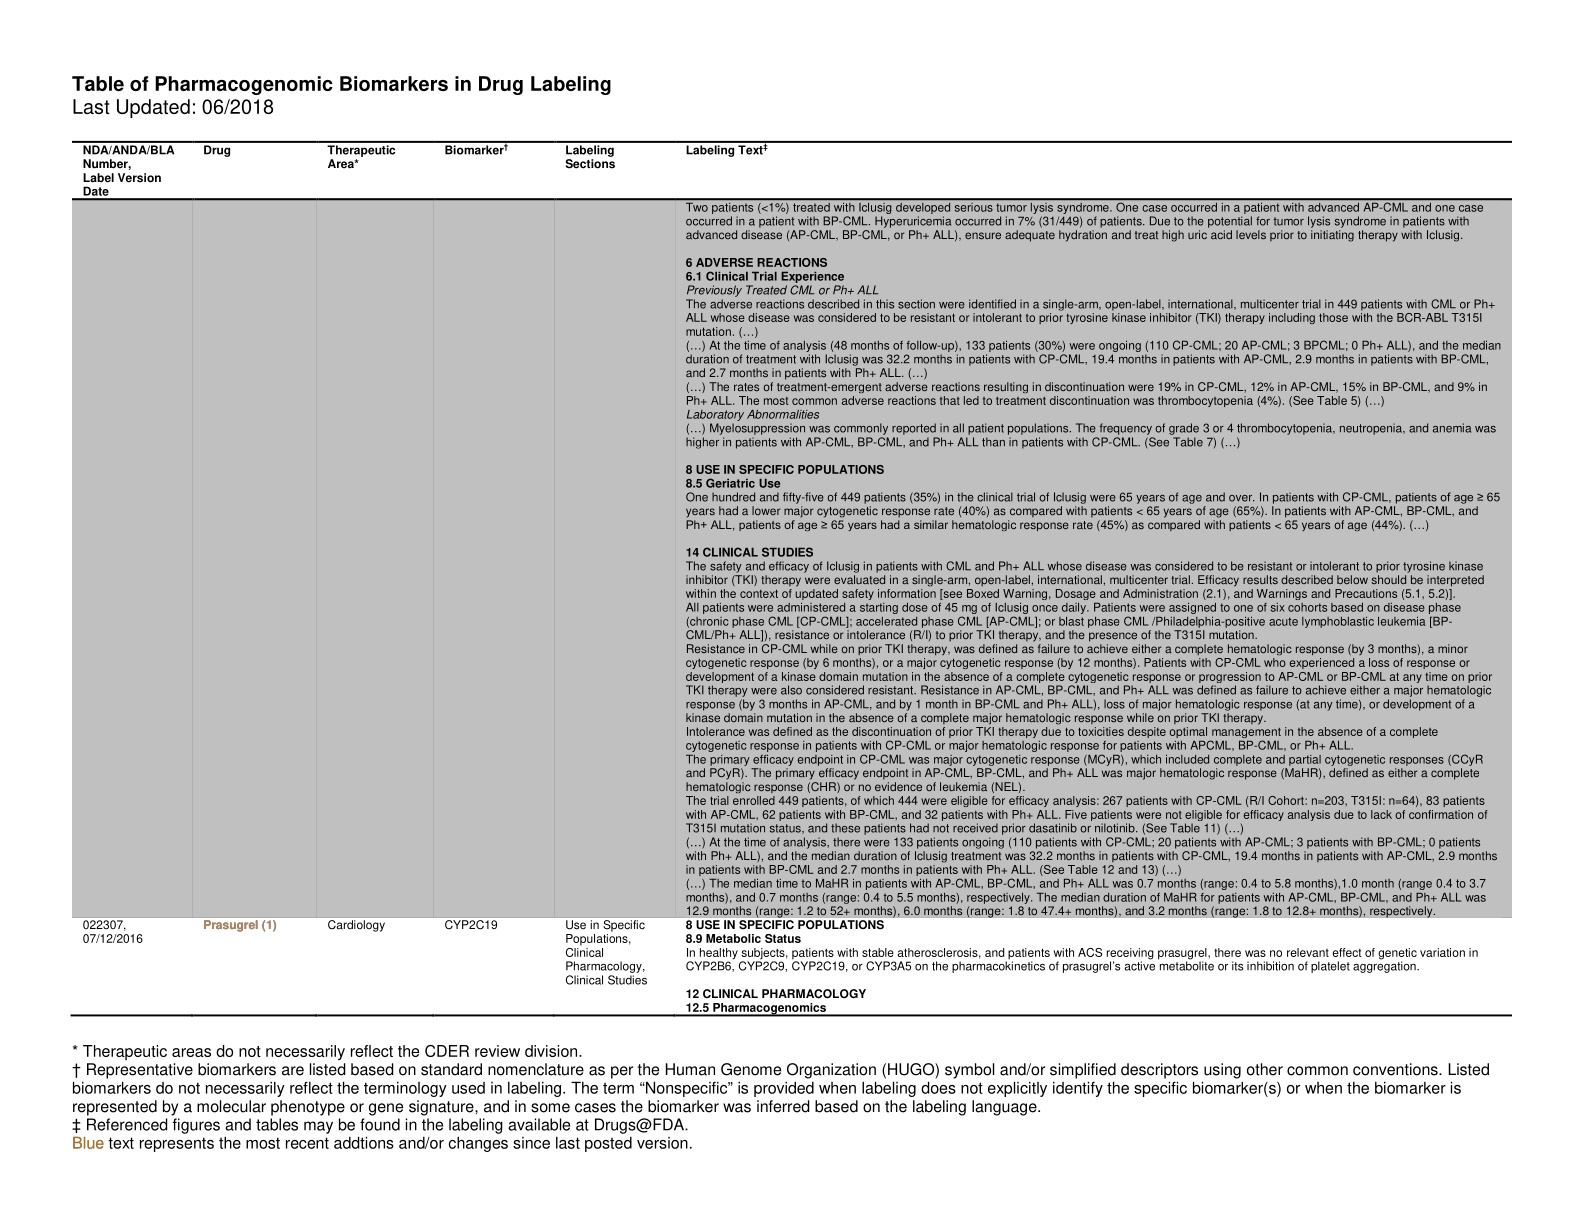 Table of Pharmacogenomic Biomarkers in Drug Labeling
Last Updated: 06/2018
NDA/ANDA/BLA Number, Label Version Date
Drug
Therapeutic Area*
Biomarker†
Labeling Sections
Labeling Text‡
Two patients (<1%) treated with Iclusig developed serious tumor lysis syndrome. One case occurred in a patient with advanced AP-CML and one case
occurred in a patient with BP-CML. Hyperuricemia occurred in 7% (31/449) of patients. Due to the potential for tumor lysis syndrome in patients with
advanced disease (AP-CML, BP-CML, or Ph+ ALL), ensure adequate hydration and treat high uric acid levels prior to initiating therapy with Iclusig.
6 ADVERSE REACTIONS
6.1 Clinical Trial Experience
Previously Treated CML or Ph+ ALL
The adverse reactions described in this section were identified in a single-arm, open-label, international, multicenter trial in 449 patients with CML or Ph+
ALL whose disease was considered to be resistant or intolerant to prior tyrosine kinase inhibitor (TKI) therapy including those with the BCR-ABL T315I
mutation. (…)
(…) At the time of analysis (48 months of follow-up), 133 patients (30%) were ongoing (110 CP-CML; 20 AP-CML; 3 BPCML; 0 Ph+ ALL), and the median
duration of treatment with Iclusig was 32.2 months in patients with CP-CML, 19.4 months in patients with AP-CML, 2.9 months in patients with BP-CML,
and 2.7 months in patients with Ph+ ALL. (…)
(…) The rates of treatment-emergent adverse reactions resulting in discontinuation were 19% in CP-CML, 12% in AP-CML, 15% in BP-CML, and 9% in
Ph+ ALL. The most common adverse reactions that led to treatment discontinuation was thrombocytopenia (4%). (See Table 5) (…)
Laboratory Abnormalities
(…) Myelosuppression was commonly reported in all patient populations. The frequency of grade 3 or 4 thrombocytopenia, neutropenia, and anemia was
higher in patients with AP-CML, BP-CML, and Ph+ ALL than in patients with CP-CML. (See Table 7) (…)
8 USE IN SPECIFIC POPULATIONS
8.5 Geriatric Use
One hundred and fifty-five of 449 patients (35%) in the clinical trial of Iclusig were 65 years of age and over. In patients with CP-CML, patients of age ≥ 65
years had a lower major cytogenetic response rate (40%) as compared with patients < 65 years of age (65%). In patients with AP-CML, BP-CML, and
Ph+ ALL, patients of age ≥ 65 years had a similar hematologic response rate (45%) as compared with patients < 65 years of age (44%). (…)
14 CLINICAL STUDIES
The safety and efficacy of Iclusig in patients with CML and Ph+ ALL whose disease was considered to be resistant or intolerant to prior tyrosine kinase
inhibitor (TKI) therapy were evaluated in a single-arm, open-label, international, multicenter trial. Efficacy results described below should be interpreted
within the context of updated safety information [see Boxed Warning, Dosage and Administration (2.1), and Warnings and Precautions (5.1, 5.2)].
All patients were administered a starting dose of 45 mg of Iclusig once daily. Patients were assigned to one of six cohorts based on disease phase
(chronic phase CML [CP-CML]; accelerated phase CML [AP-CML]; or blast phase CML /Philadelphia-positive acute lymphoblastic leukemia [BP-
CML/Ph+ ALL]), resistance or intolerance (R/I) to prior TKI therapy, and the presence of the T315I mutation.
Resistance in CP-CML while on prior TKI therapy, was defined as failure to achieve either a complete hematologic response (by 3 months), a minor
cytogenetic response (by 6 months), or a major cytogenetic response (by 12 months). Patients with CP-CML who experienced a loss of response or
development of a kinase domain mutation in the absence of a complete cytogenetic response or progression to AP-CML or BP-CML at any time on prior
TKI therapy were also considered resistant. Resistance in AP-CML, BP-CML, and Ph+ ALL was defined as failure to achieve either a major hematologic
response (by 3 months in AP-CML, and by 1 month in BP-CML and Ph+ ALL), loss of major hematologic response (at any time), or development of a
kinase domain mutation in the absence of a complete major hematologic response while on prior TKI therapy.
Intolerance was defined as the discontinuation of prior TKI therapy due to toxicities despite optimal management in the absence of a complete
cytogenetic response in patients with CP-CML or major hematologic response for patients with APCML, BP-CML, or Ph+ ALL.
The primary efficacy endpoint in CP-CML was major cytogenetic response (MCyR), which included complete and partial cytogenetic responses (CCyR
and PCyR). The primary efficacy endpoint in AP-CML, BP-CML, and Ph+ ALL was major hematologic response (MaHR), defined as either a complete
hematologic response (CHR) or no evidence of leukemia (NEL).
The trial enrolled 449 patients, of which 444 were eligible for efficacy analysis: 267 patients with CP-CML (R/I Cohort: n=203, T315I: n=64), 83 patients
with AP-CML, 62 patients with BP-CML, and 32 patients with Ph+ ALL. Five patients were not eligible for efficacy analysis due to lack of confirmation of
T315I mutation status, and these patients had not received prior dasatinib or nilotinib. (See Table 11) (…)
(…) At the time of analysis, there were 133 patients ongoing (110 patients with CP-CML; 20 patients with AP-CML; 3 patients with BP-CML; 0 patients
with Ph+ ALL), and the median duration of Iclusig treatment was 32.2 months in patients with CP-CML, 19.4 months in patients with AP-CML, 2.9 months
in patients with BP-CML and 2.7 months in patients with Ph+ ALL. (See Table 12 and 13) (…)
(…) The median time to MaHR in patients with AP-CML, BP-CML, and Ph+ ALL was 0.7 months (range: 0.4 to 5.8 months),1.0 month (range 0.4 to 3.7
months), and 0.7 months (range: 0.4 to 5.5 months), respectively. The median duration of MaHR for patients with AP-CML, BP-CML, and Ph+ ALL was
12.9 months (range: 1.2 to 52+ months), 6.0 months (range: 1.8 to 47.4+ months), and 3.2 months (range: 1.8 to 12.8+ months), respectively.
022307,
07/12/2016
Prasugrel (1)
Cardiology
CYP2C19
Use in Specific
Populations,
Clinical
Pharmacology,
Clinical Studies
8 USE IN SPECIFIC POPULATIONS
8.9 Metabolic Status
In healthy subjects, patients with stable atherosclerosis, and patients with ACS receiving prasugrel, there was no relevant effect of genetic variation in
CYP2B6, CYP2C9, CYP2C19, or CYP3A5 on the pharmacokinetics of prasugrel's active metabolite or its inhibition of platelet aggregation.
12 CLINICAL PHARMACOLOGY
12.5 Pharmacogenomics
* Therapeutic areas do not necessarily reflect the CDER review division.
† Representative biomarkers are listed based on standard nomenclature as per the Human Genome Organization (HUGO) symbol and/or simplified descriptors using other common conventions. Listed
biomarkers do not necessarily reflect the terminology used in labeling. The term “Nonspecific” is provided when labeling does not explicitly identify the specific biomarker(s) or when the biomarker is
represented by a molecular phenotype or gene signature, and in some cases the biomarker was inferred based on the labeling language.
‡ Referenced figures and tables may be found in the labeling available at Drugs@FDA.
Blue text represents the most recent addtions and/or changes since last posted version.